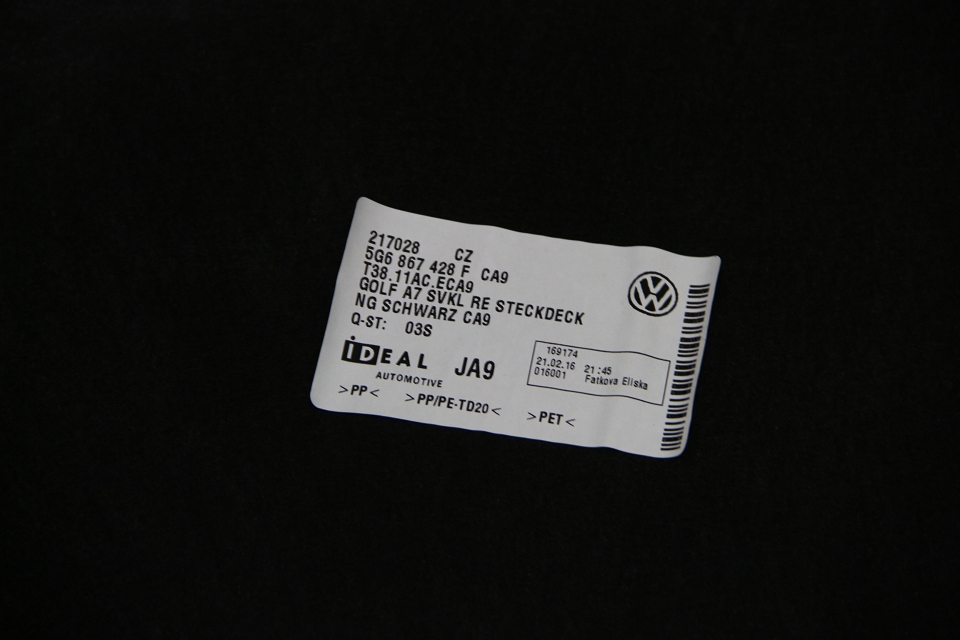 217028 CZ
5G6 867 428 F CA9
T38.11AC.ECA9
GOLF A7 SVKL RE STECKDECK
NG SCHWARZ CA9
Q-ST: 03S
iDEAL JA9
AUTOMOTIVE
>PP< >PP/PE-TD20< >PET<
169174
21.02.16 21:45
016001 Fatkova Eliska
VW